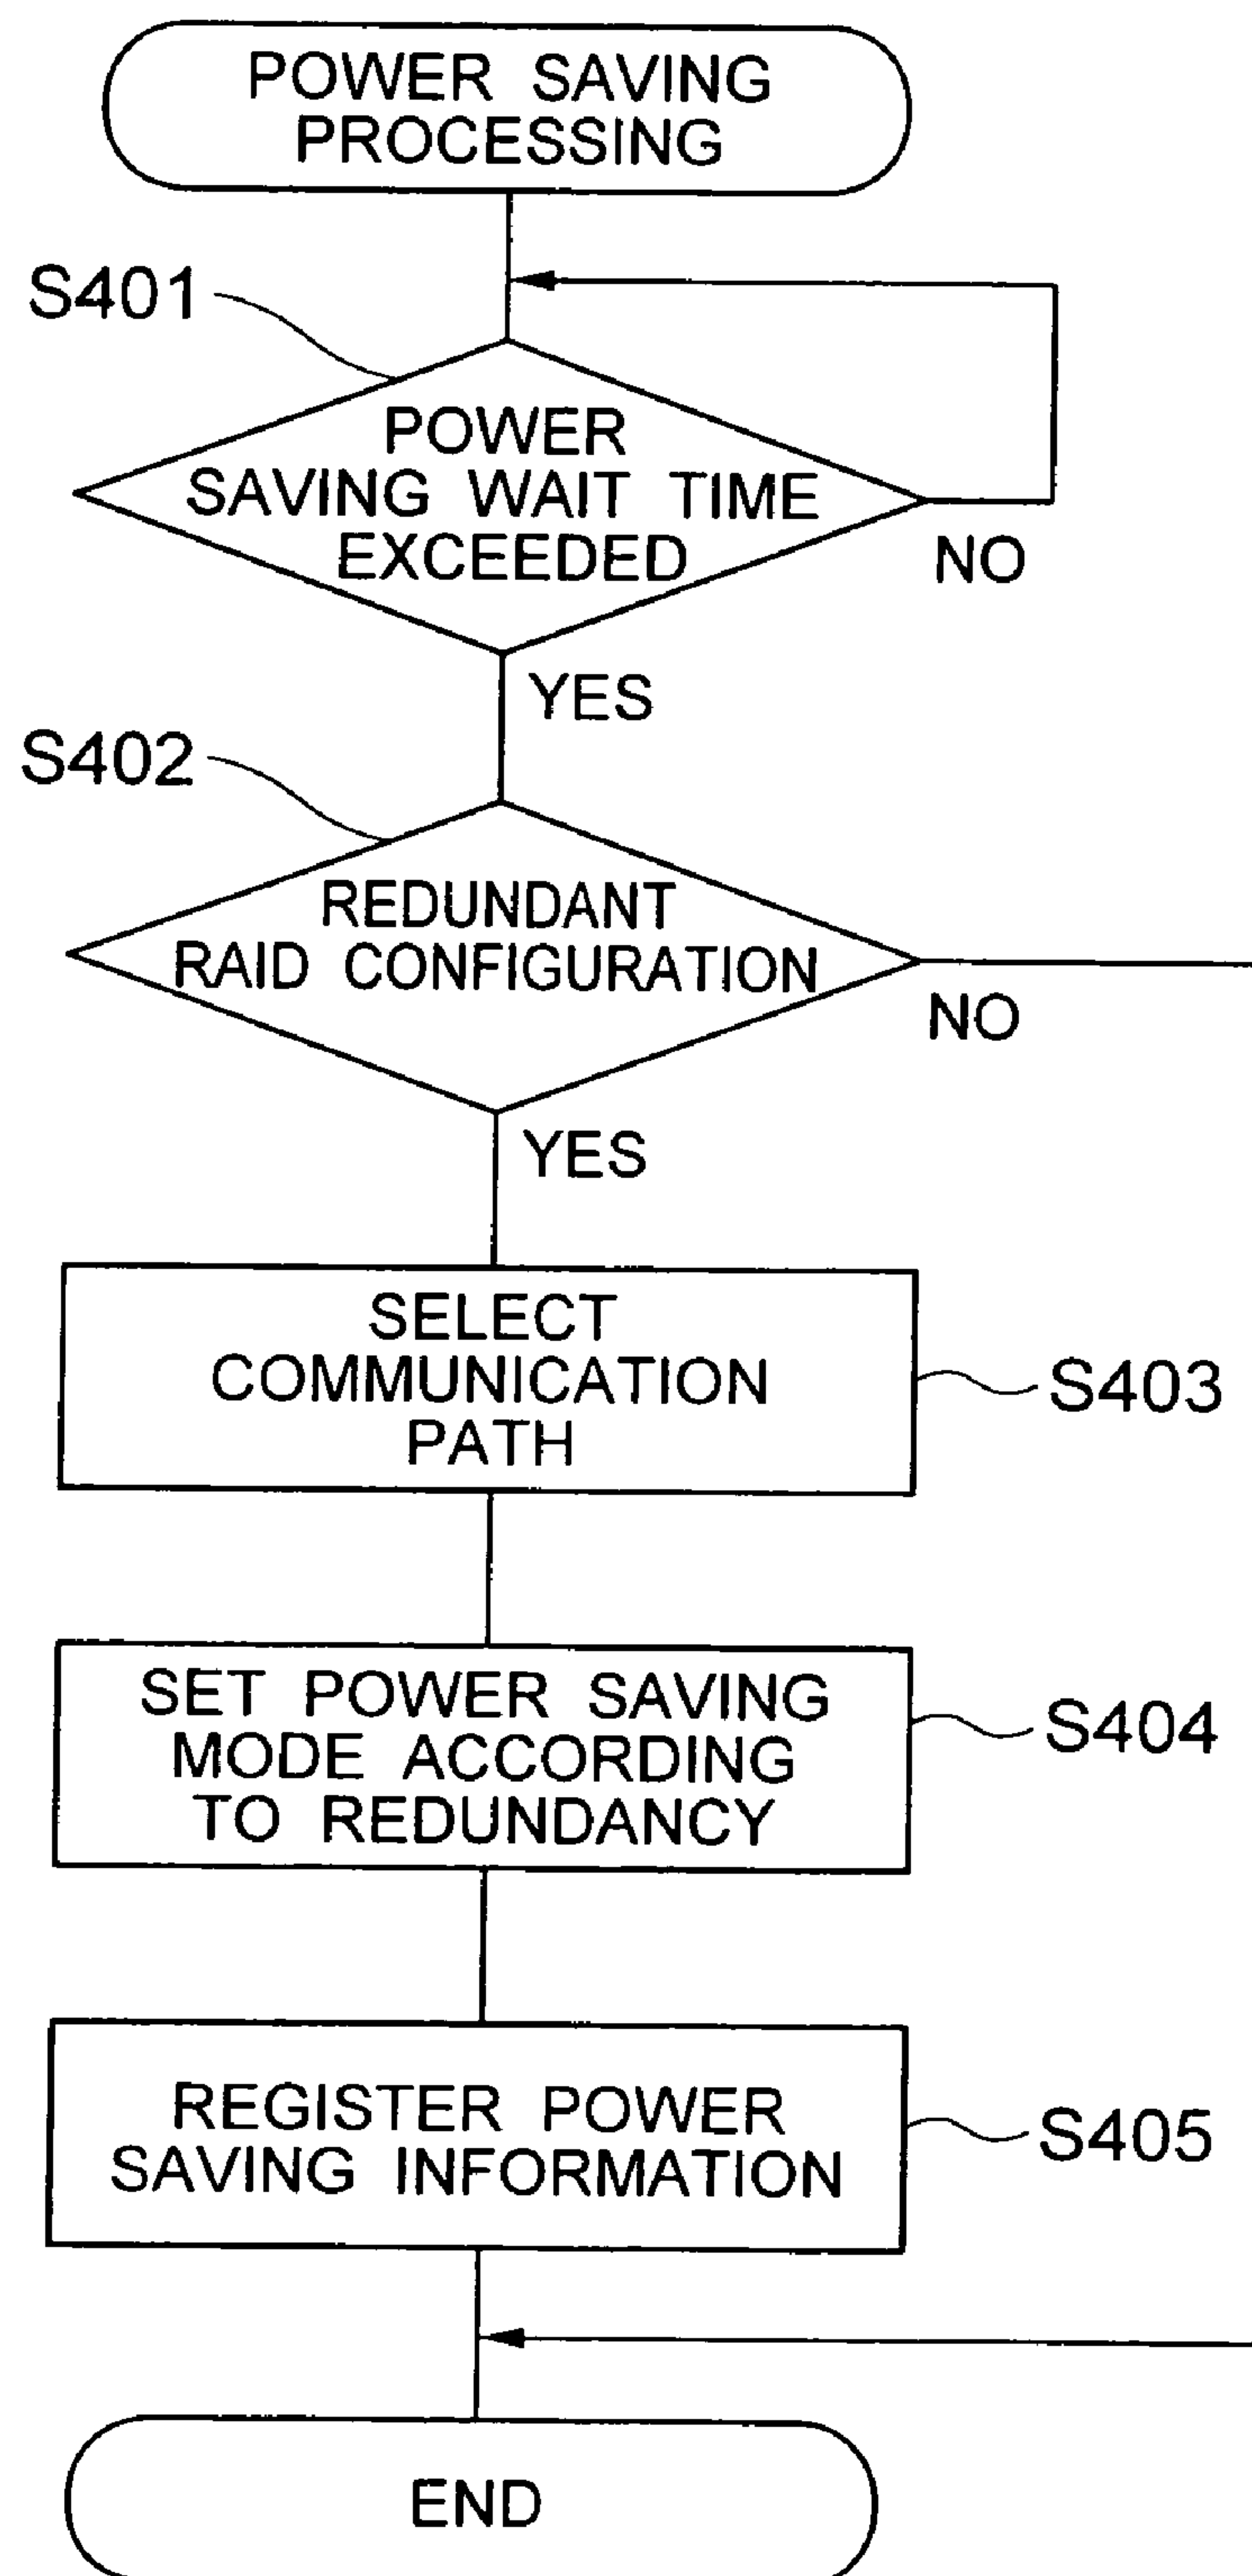 POWER SAVING
PROCESSING
S401
POWER
SAVING WAIT TIME
EXCEEDED
NO
YES
S402
REDUNDANT
RAID CONFIGURATION
NO
YES
SELECT
COMMUNICATION
PATH
S403
SET POWER SAVING
MODE ACCORDING
TO REDUNDANCY
S404
REGISTER POWER
SAVING INFORMATION
S405
END